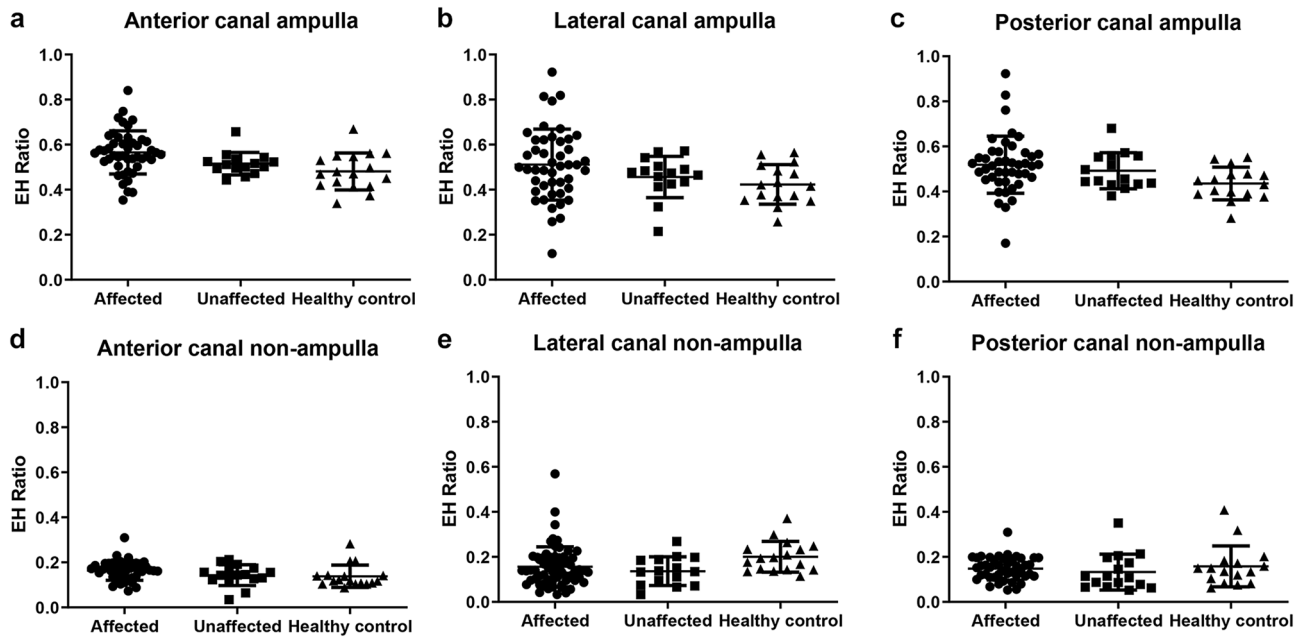 a Anterior canal ampulla
1.0
0.8
0.6
0.4
0.2
0.0
EH Ratio
Affected Unaffected Healthy control
b Lateral canal ampulla
1.0
0.8
0.6
0.4
0.2
0.0
EH Ratio
Affected Unaffected Healthy control
c Posterior canal ampulla
1.0
0.8
0.6
0.4
0.2
0.0
EH Ratio
Affected Unaffected Healthy control
d Anterior canal non-ampulla
1.0
0.8
0.6
0.4
0.2
0.0
EH Ratio
Affected Unaffected Healthy control
e Lateral canal non-ampulla
1.0
0.8
0.6
0.4
0.2
0.0
EH Ratio
Affected Unaffected Healthy control
f Posterior canal non-ampulla
1.0
0.8
0.6
0.4
0.2
0.0
EH Ratio
Affected Unaffected Healthy control